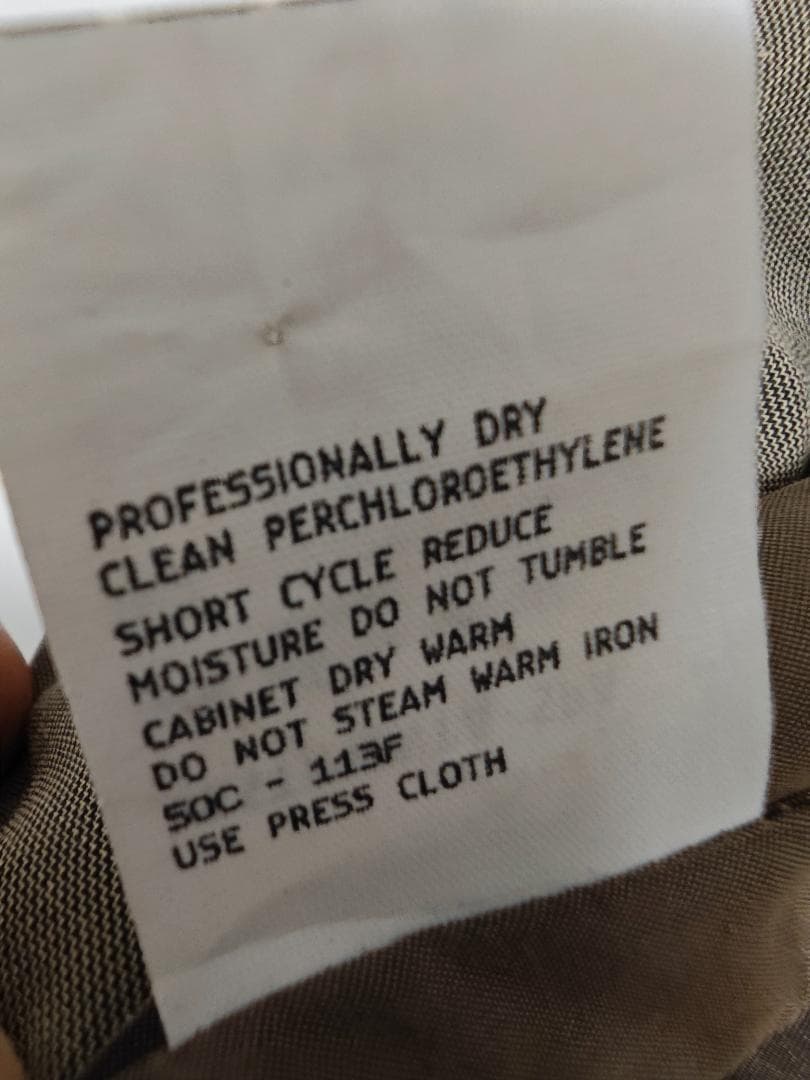 PROFESSIONALLY DRY
CLEAN PERCHLOROETHYLENE
SHORT CYCLE REDUCE
MOISTURE DO NOT TUMBLE
CABINET DRY WARM
DO NOT STEAM WARM IRON
50C - 113F
USE PRESS CLOTH